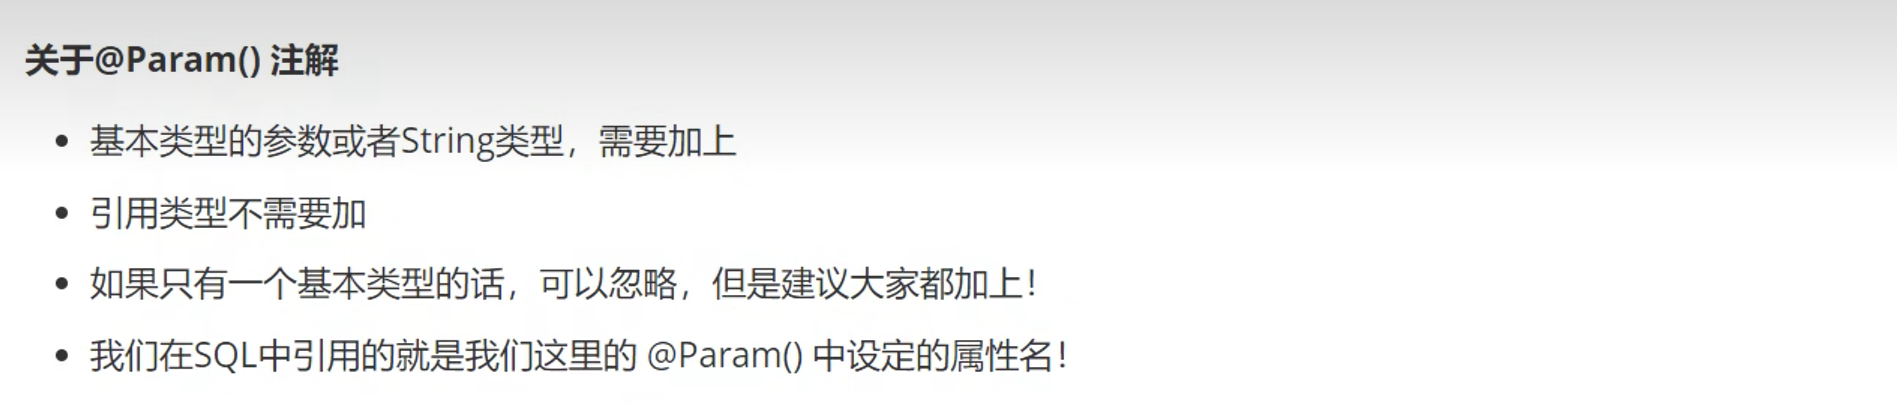 关于@Param() 注解
基本类型的参数或者String类型，需要加上
引用类型不需要加
如果只有一个基本类型的话，可以忽略，但是建议大家都加上！
我们在SQL中引用的就是我们这里的 @Param() 中设定的属性名！